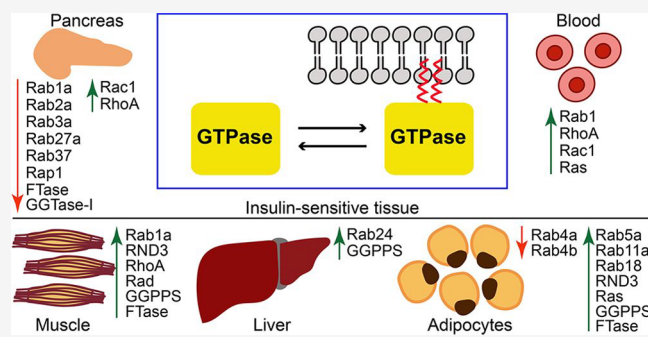 Pancreas
Rab1a
Rab2a
Rab3a
Rab27a
Rab37
Rap1
FTase
GGTase-I
Rac1
RhoA
GTPase
GTPase
Blood
Rab1
RhoA
Rac1
Ras
Insulin-sensitive tissue
Rab1a
RND3
RhoA
Rad
GGPPS
FTase
Muscle
Rab24
GGPPS
Liver
Rab4a
Rab4b
Adipocytes
Rab5a
Rab11a
Rab18
RND3
Ras
GGPPS
FTase